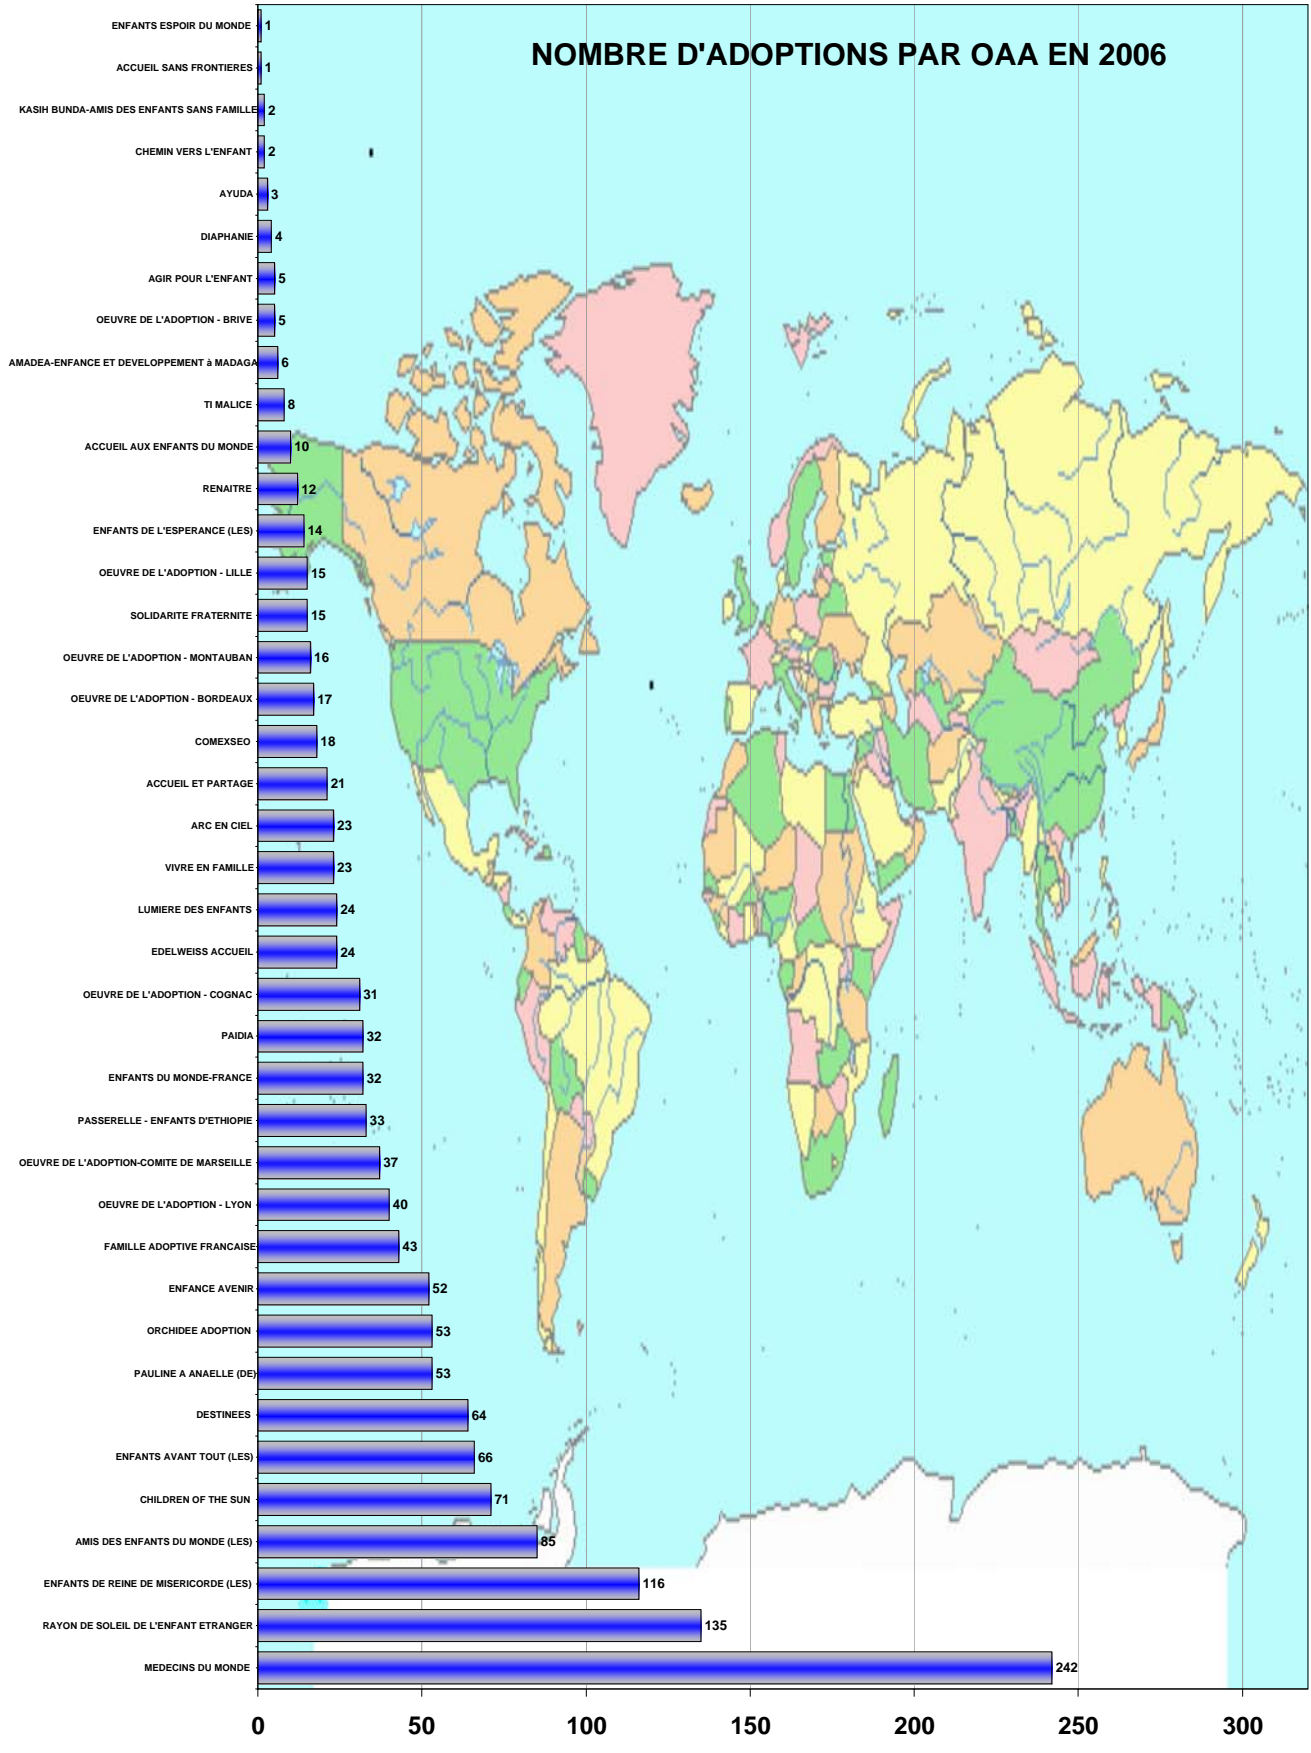 NOMBRE D'ADOPTIONS PAR OAA EN 2006
ENFANTS ESPOIR DU MONDE 1
ACCUEIL SANS FRONTIERES 1
KASIH BUNDA-AMIS DES ENFANTS SANS FAMILLE 2
CHEMIN VERS L'ENFANT 2
AYUDA 3
DIAPHANIE 4
AGIR POUR L'ENFANT 5
OEUVRE DE L'ADOPTION - BRIVE 5
AMADEA-ENFANCE ET DEVELOPPEMENT à MADAGA 6
TI MALICE 8
ACCUEIL AUX ENFANTS DU MONDE 10
RENAITRE 12
ENFANTS DE L'ESPERANCE (LES) 14
OEUVRE DE L'ADOPTION - LILLE 15
SOLIDARITE FRATERNITE 15
OEUVRE DE L'ADOPTION - MONTAUBAN 16
OEUVRE DE L'ADOPTION - BORDEAUX 17
COMEXSEO 18
ACCUEIL ET PARTAGE 21
ARC EN CIEL 23
VIVRE EN FAMILLE 23
LUMIERE DES ENFANTS 24
EDELWEISS ACCUEIL 24
OEUVRE DE L'ADOPTION - COGNAC 31
PAIDIA 32
ENFANTS DU MONDE-FRANCE 32
PASSERELLE - ENFANTS D'ETHIOPIE 33
OEUVRE DE L'ADOPTION-COMITE DE MARSEILLE 37
OEUVRE DE L'ADOPTION - LYON 40
FAMILLE ADOPTIVE FRANCAISE 43
ENFANCE AVENIR 52
ORCHIDEE ADOPTION 53
PAULINE A ANAELLE (DE) 53
DESTINEES 64
ENFANTS AVANT TOUT (LES) 66
CHILDREN OF THE SUN 71
AMIS DES ENFANTS DU MONDE (LES) 85
ENFANTS DE REINE DE MISERICORDE (LES) 116
RAYON DE SOLEIL DE L'ENFANT ETRANGER 135
MEDECINS DU MONDE 242
0 50 100 150 200 250 300